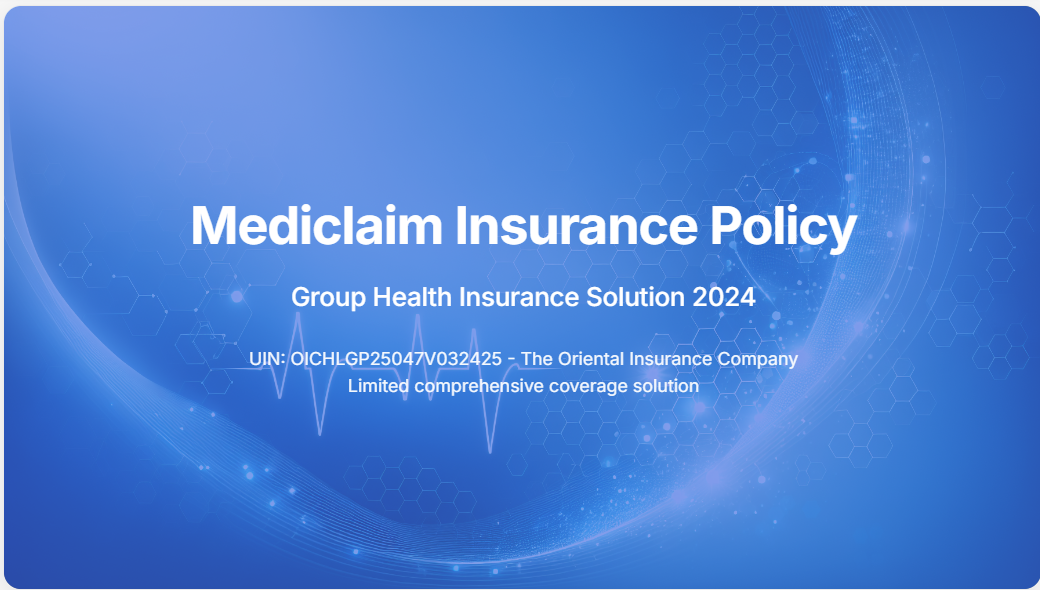 Mediclaim Insurance Policy
Group Health Insurance Solution 2024
UIN: OICHLGP25047V032425 - The Oriental Insurance Company
Limited comprehensive coverage solution